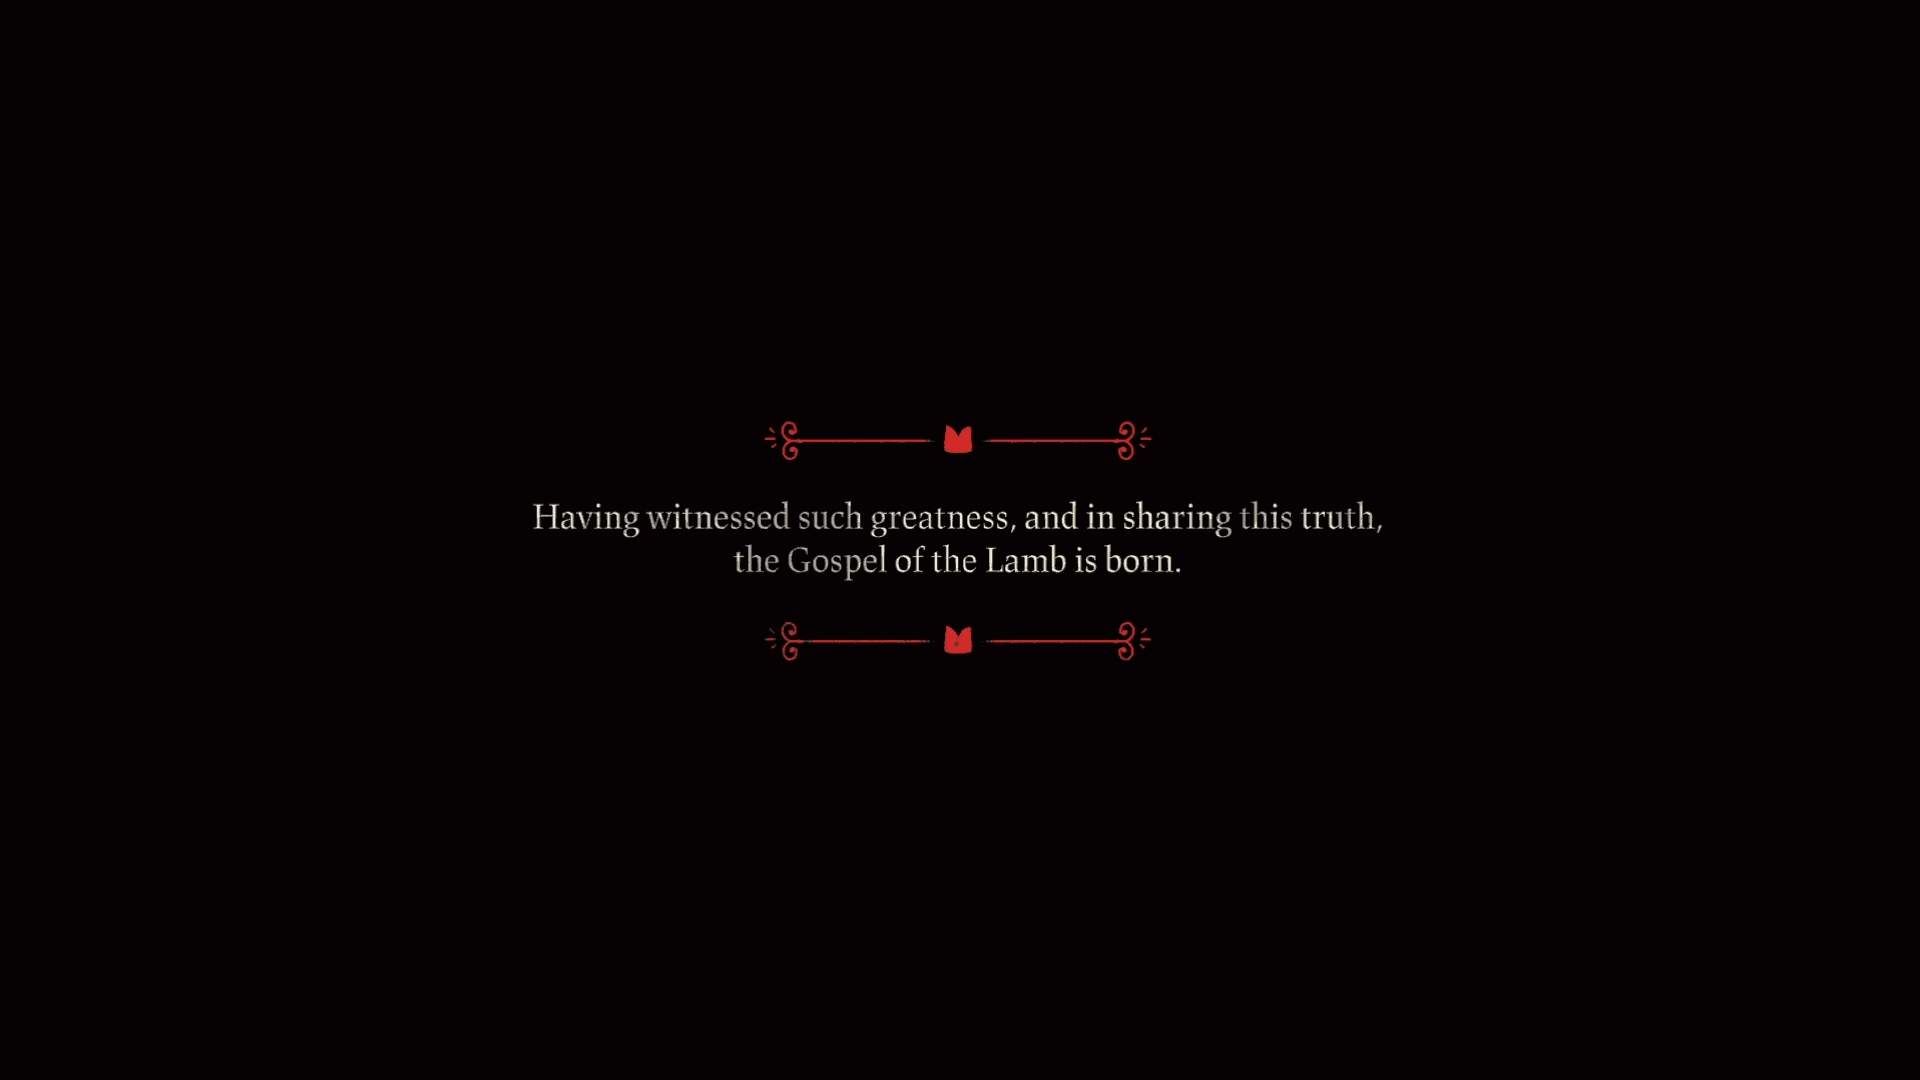 Having witnessed such greatness, and in sharing this truth,
the Gospel of the Lamb is born.